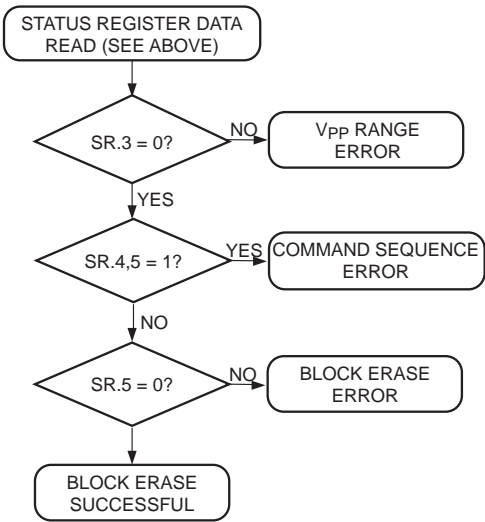 STATUS REGISTER DATA
READ (SEE ABOVE)
SR.3 = 0?
NO
VPP RANGE
ERROR
YES
SR.4,5 = 1?
YES
COMMAND SEQUENCE
ERROR
NO
SR.5 = 0?
NO
BLOCK ERASE
ERROR
BLOCK ERASE
SUCCESSFUL